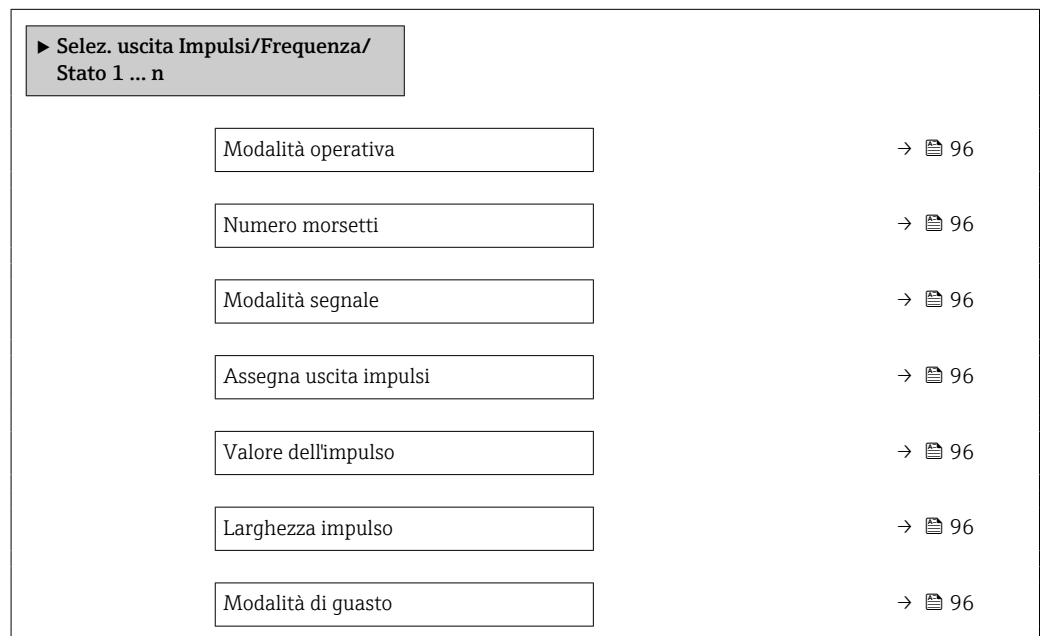 ▶ Selez. uscita Impulsi/Frequenza/
Stato 1 ... n
Modalità operativa → 96
Numero morsetti → 96
Modalità segnale → 96
Assegna uscita impulsi → 96
Valore dell'impulso → 96
Larghezza impulso → 96
Modalità di guasto → 96